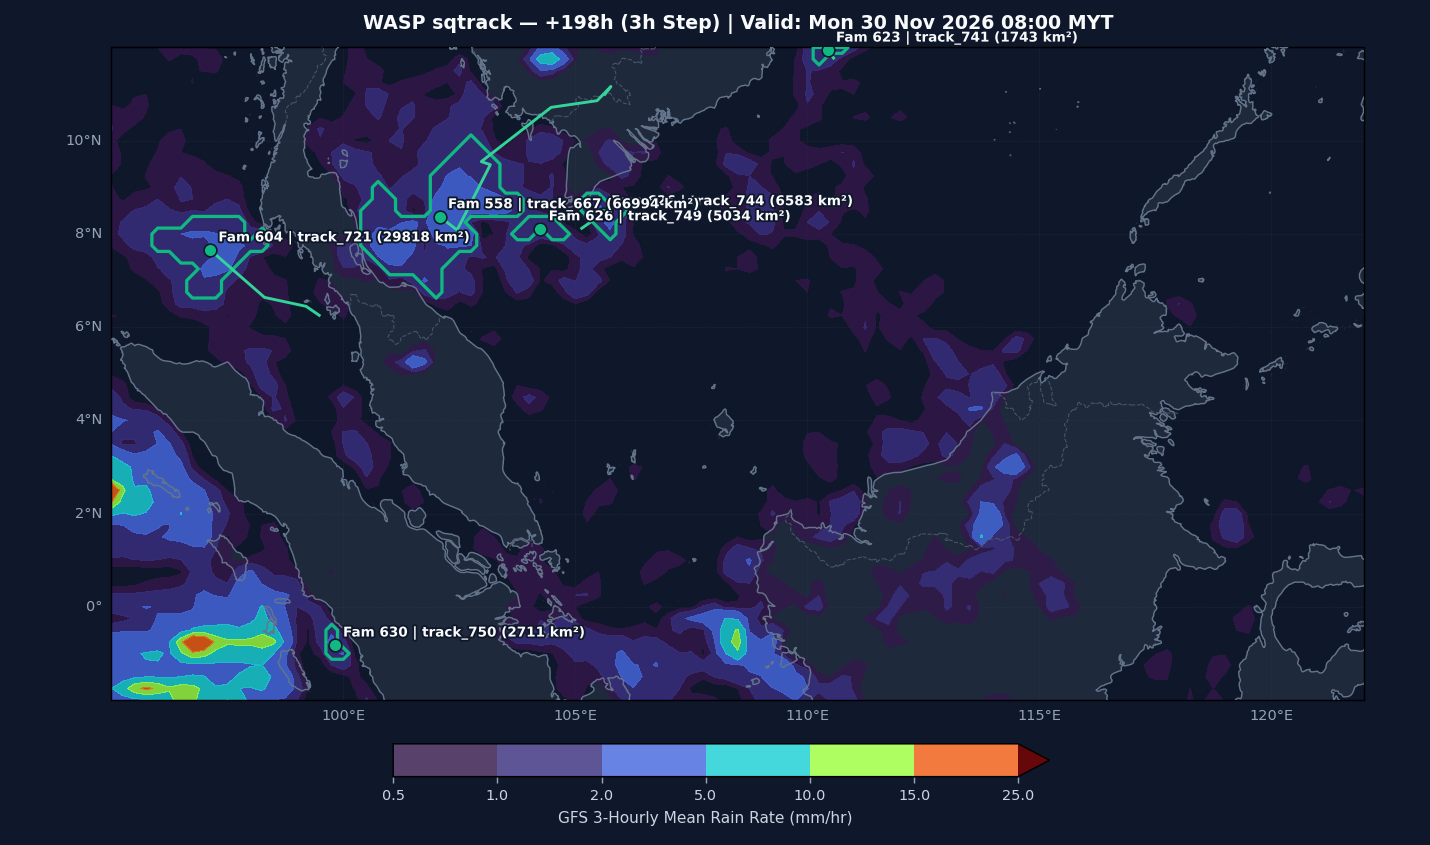 WASP sqtrack — +198h (3h Step) | Valid: Mon 30 Nov 2026 08:00 MYT
Fam 623 | track_741 (1743 km²)
10°N
Fam 558 | track_667 (66994 km²)
track_744 (6583 km²)
Fam 626 | track_749 (5034 km²)
8°N
Fam 604 | track_721 (29818 km²)
6°N
4°N
2°N
0°
Fam 630 | track_750 (2711 km²)
100°E 105°E 110°E 115°E 120°E
0.5 1.0 2.0 5.0 10.0 15.0 25.0
GFS 3-Hourly Mean Rain Rate (mm/hr)